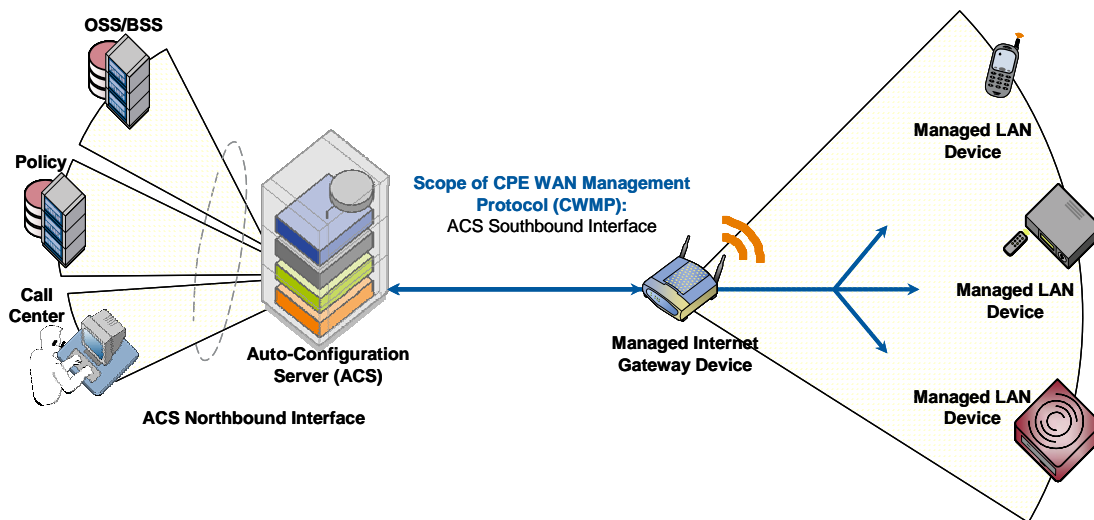 OSS/BSS
Policy
Call
Center
ACS Northbound Interface
Auto-Configuration
Server (ACS)
Scope of CPE WAN Management
Protocol (CWMP):
ACS Southbound Interface
Managed Internet
Gateway Device
Managed LAN
Device
Managed LAN
Device
Managed LAN
Device